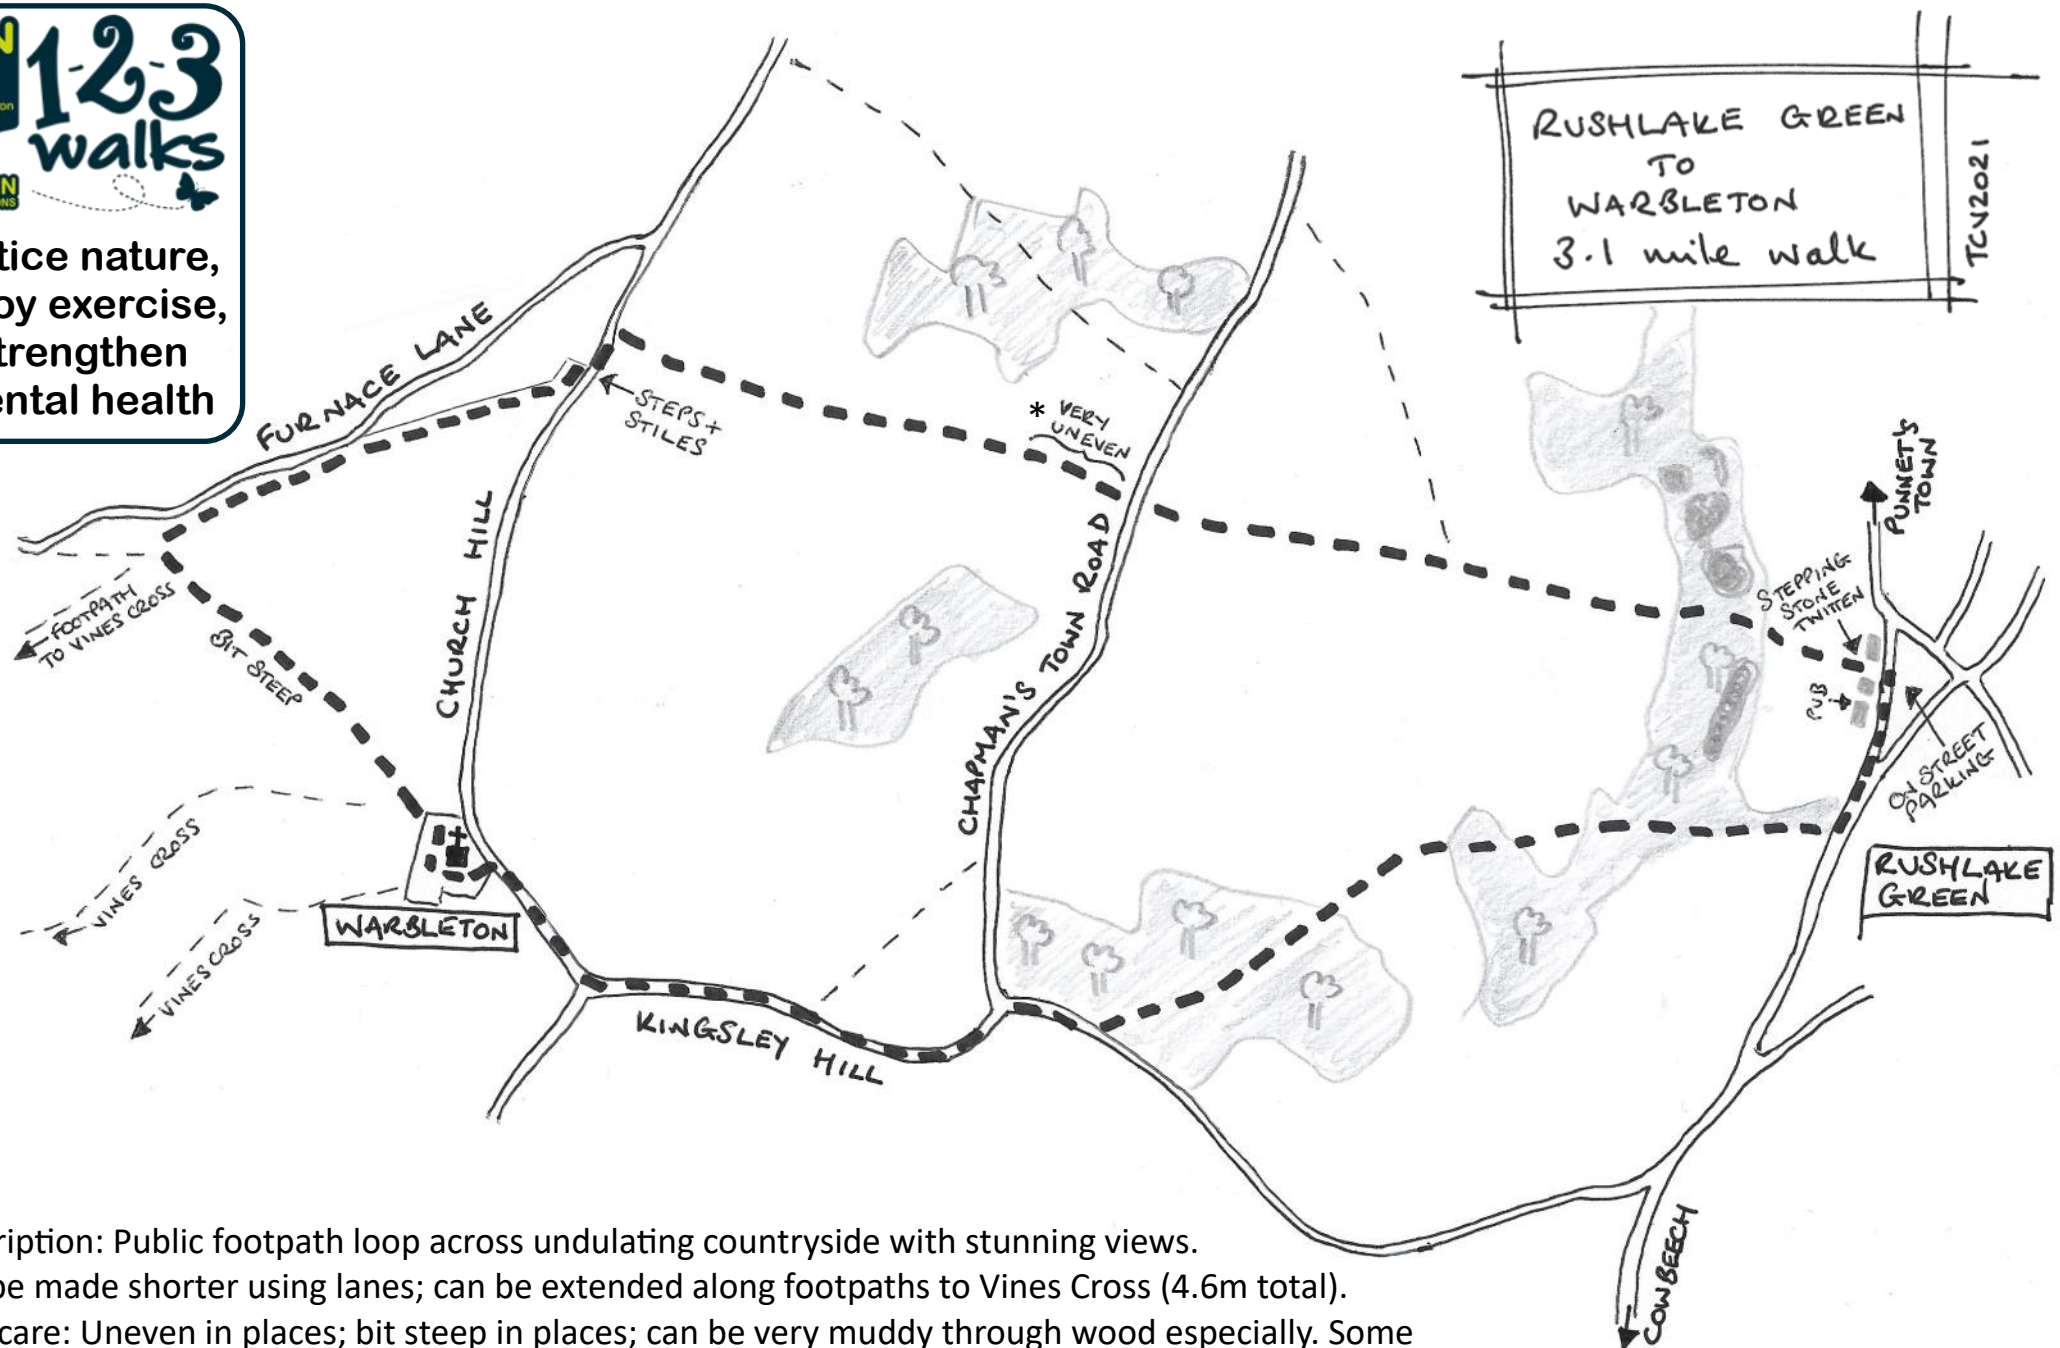 N
on
1-2-3
walks
N
ONS
tice nature,
oy exercise,
trengthen
ental health
RUSHLAKE GREEN
TO
WARBLETON
3.1 mile walk
TCV2021
FURNACE LANE
STEPS +
STILES
* VERY
UNEVEN
CHURCH HILL
CHAPMAN'S TOWN ROAD
PUNNET'S
TOWN
STEPPING
STONE
TWITTEN
PUB
ON STREET
PARKING
RUSHLAKE
GREEN
FOOTPATH
TO VINES CROSS
BIT STEEP
VINES CROSS
VINES CROSS
WARBLETON
KINGSLEY HILL
COWBEECH
ription: Public footpath loop across undulating countryside with stunning views.
be made shorter using lanes; can be extended along footpaths to Vines Cross (4.6m total).
care: Uneven in places; bit steep in places; can be very muddy through wood especially. Some